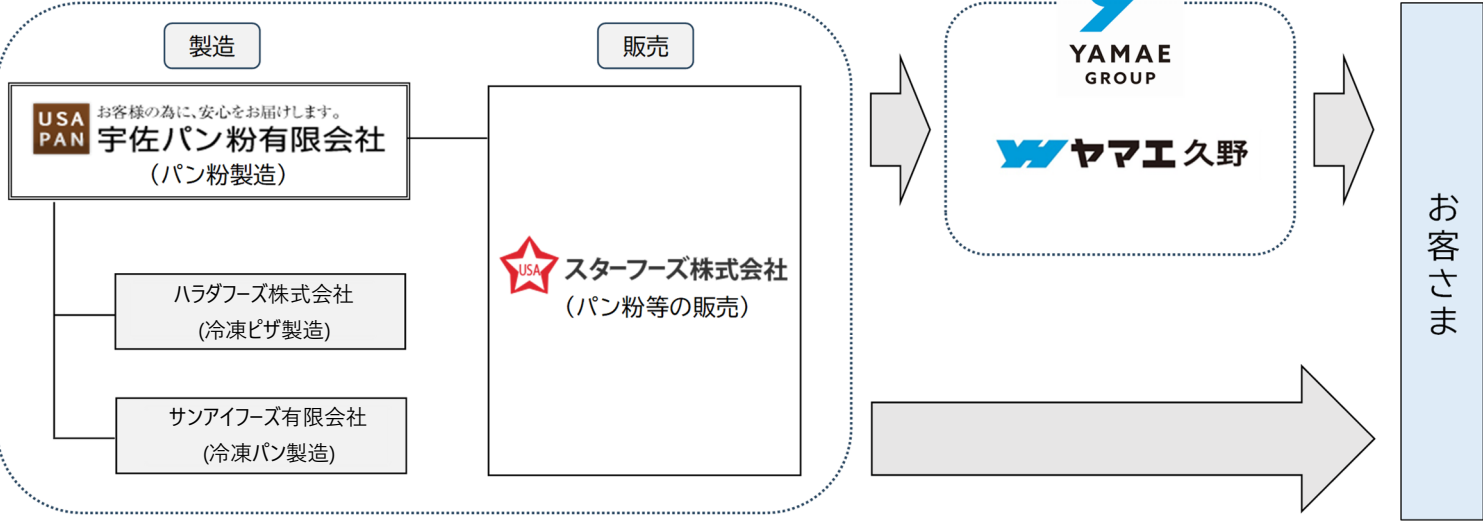 製造
USA
PAN
お客様の為に、安心をお届けします。
宇佐パン粉有限会社
（パン粉製造）
ハラダフーズ株式会社
(冷凍ピザ製造)
サンアイフーズ有限会社
(冷凍パン製造)
販売
USA
スターフーズ株式会社
（パン粉等の販売）
YAMAE
GROUP
ヤマエ久野
お客さま